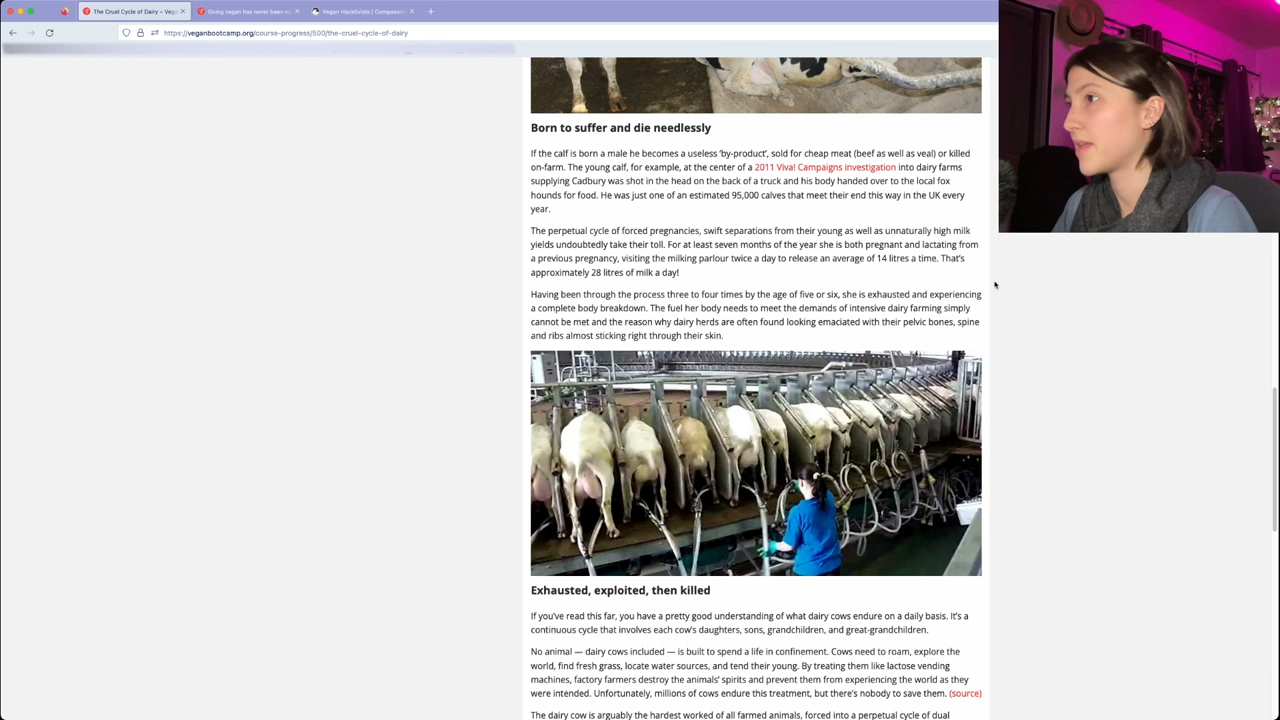 The Cruel Cycle of Dairy – Vega
Going vegan has never been
Vegan Hacktivists | Compassion
https://veganbootcamp.org/course-progress/500/the-cruel-cycle-of-dairy
Born to suffer and die needlessly
If the calf is born a male he becomes a useless 'by-product', sold for cheap meat (beef as well as veal) or killed
on-farm. The young calf, for example, at the center of a 2011 Viva! Campaigns investigation into dairy farms
supplying Cadbury was shot in the head on the back of a truck and his body handed over to the local fox
hounds for food. He was just one of an estimated 95,000 calves that meet their end this way in the UK every
year.
The perpetual cycle of forced pregnancies, swift separations from their young as well as unnaturally high milk
yields undoubtedly take their toll. For at least seven months of the year she is both pregnant and lactating from
a previous pregnancy, visiting the milking parlour twice a day to release an average of 14 litres a time. That's
approximately 28 litres of milk a day!
Having been through the process three to four times by the age of five or six, she is exhausted and experiencing
a complete body breakdown. The fuel her body needs to meet the demands of intensive dairy farming simply
cannot be met and the reason why dairy herds are often found looking emaciated with their pelvic bones, spine
and ribs almost sticking right through their skin.
Exhausted, exploited, then killed
If you've read this far, you have a pretty good understanding of what dairy cows endure on a daily basis. It's a
continuous cycle that involves each cow's daughters, sons, grandchildren, and great-grandchildren.
No animal — dairy cows included — is built to spend a life in confinement. Cows need to roam, explore the
world, find fresh grass, locate water sources, and tend their young. By treating them like lactose vending
machines, factory farmers destroy the animals' spirits and prevent them from experiencing the world as they
were intended. Unfortunately, millions of cows endure this treatment, but there's nobody to save them. (source)
The dairy cow is arguably the hardest worked of all farmed animals, forced into a perpetual cycle of dual